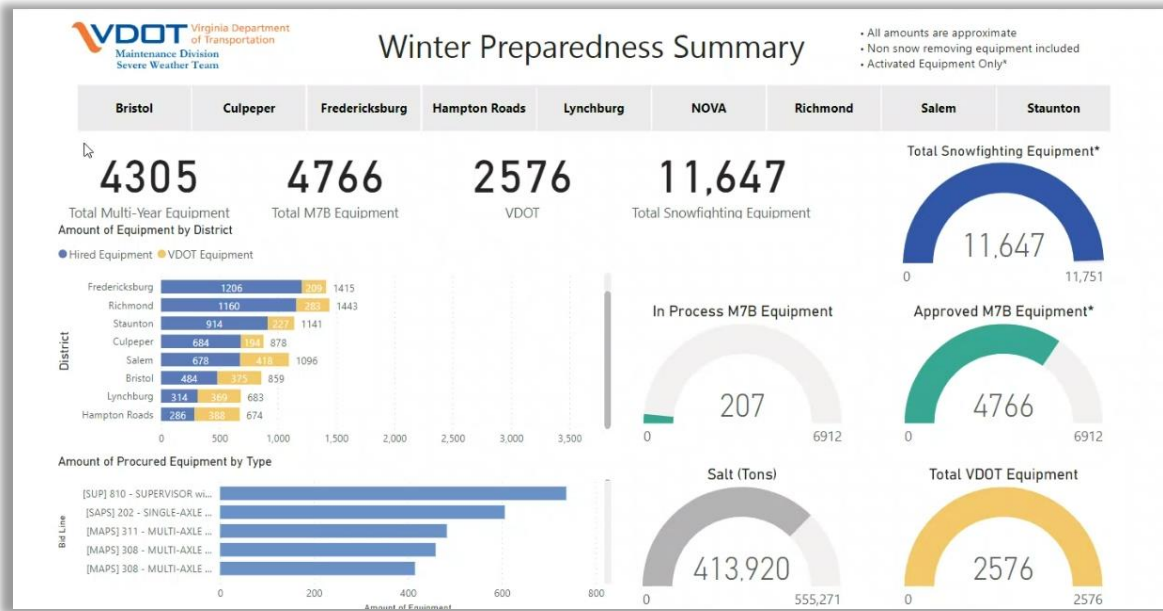 VDOT Virginia Department
of Transportation
Maintenance Division
Severe Weather Team
Winter Preparedness Summary
• All amounts are approximate
• Non snow removing equipment included
• Activated Equipment Only*
Bristol Culpeper Fredericksburg Hampton Roads Lynchburg NOVA Richmond Salem Staunton
4305 4766 2576 11,647
Total Multi-Year Equipment Total M7B Equipment VDOT Total Snowfighting Equipment
Total Snowfighting Equipment*
11,647
0 11,751
Amount of Equipment by District
Hired Equipment VDOT Equipment
District
Fredericksburg 1206 209 1415
Richmond 1160 283 1443
Staunton 914 227 1141
Culpeper 684 194 878
Salem 678 418 1096
Bristol 484 375 859
Lynchburg 314 369 683
Hampton Roads 286 388 674
0 500 1,000 1,500 2,000 2,500 3,000 3,500
In Process M7B Equipment
207
0 6912
Approved M7B Equipment*
4766
0 6912
Amount of Procured Equipment by Type
Bid Line
[SUP] 810 - SUPERVISOR wi...
[SAPS] 202 - SINGLE-AXLE ...
[MAPS] 311 - MULTI-AXLE ...
[MAPS] 308 - MULTI-AXLE ...
[MAPS] 308 - MULTI-AXLE ...
0 200 400 600 800
Amount of Equipment
Salt (Tons)
413,920
0 555,271
Total VDOT Equipment
2576
0 2576